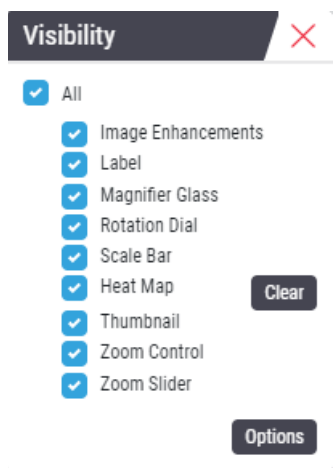 Visibility
All
Image Enhancements
Label
Magnifier Glass
Rotation Dial
Scale Bar
Heat Map Clear
Thumbnail
Zoom Control
Zoom Slider
Options